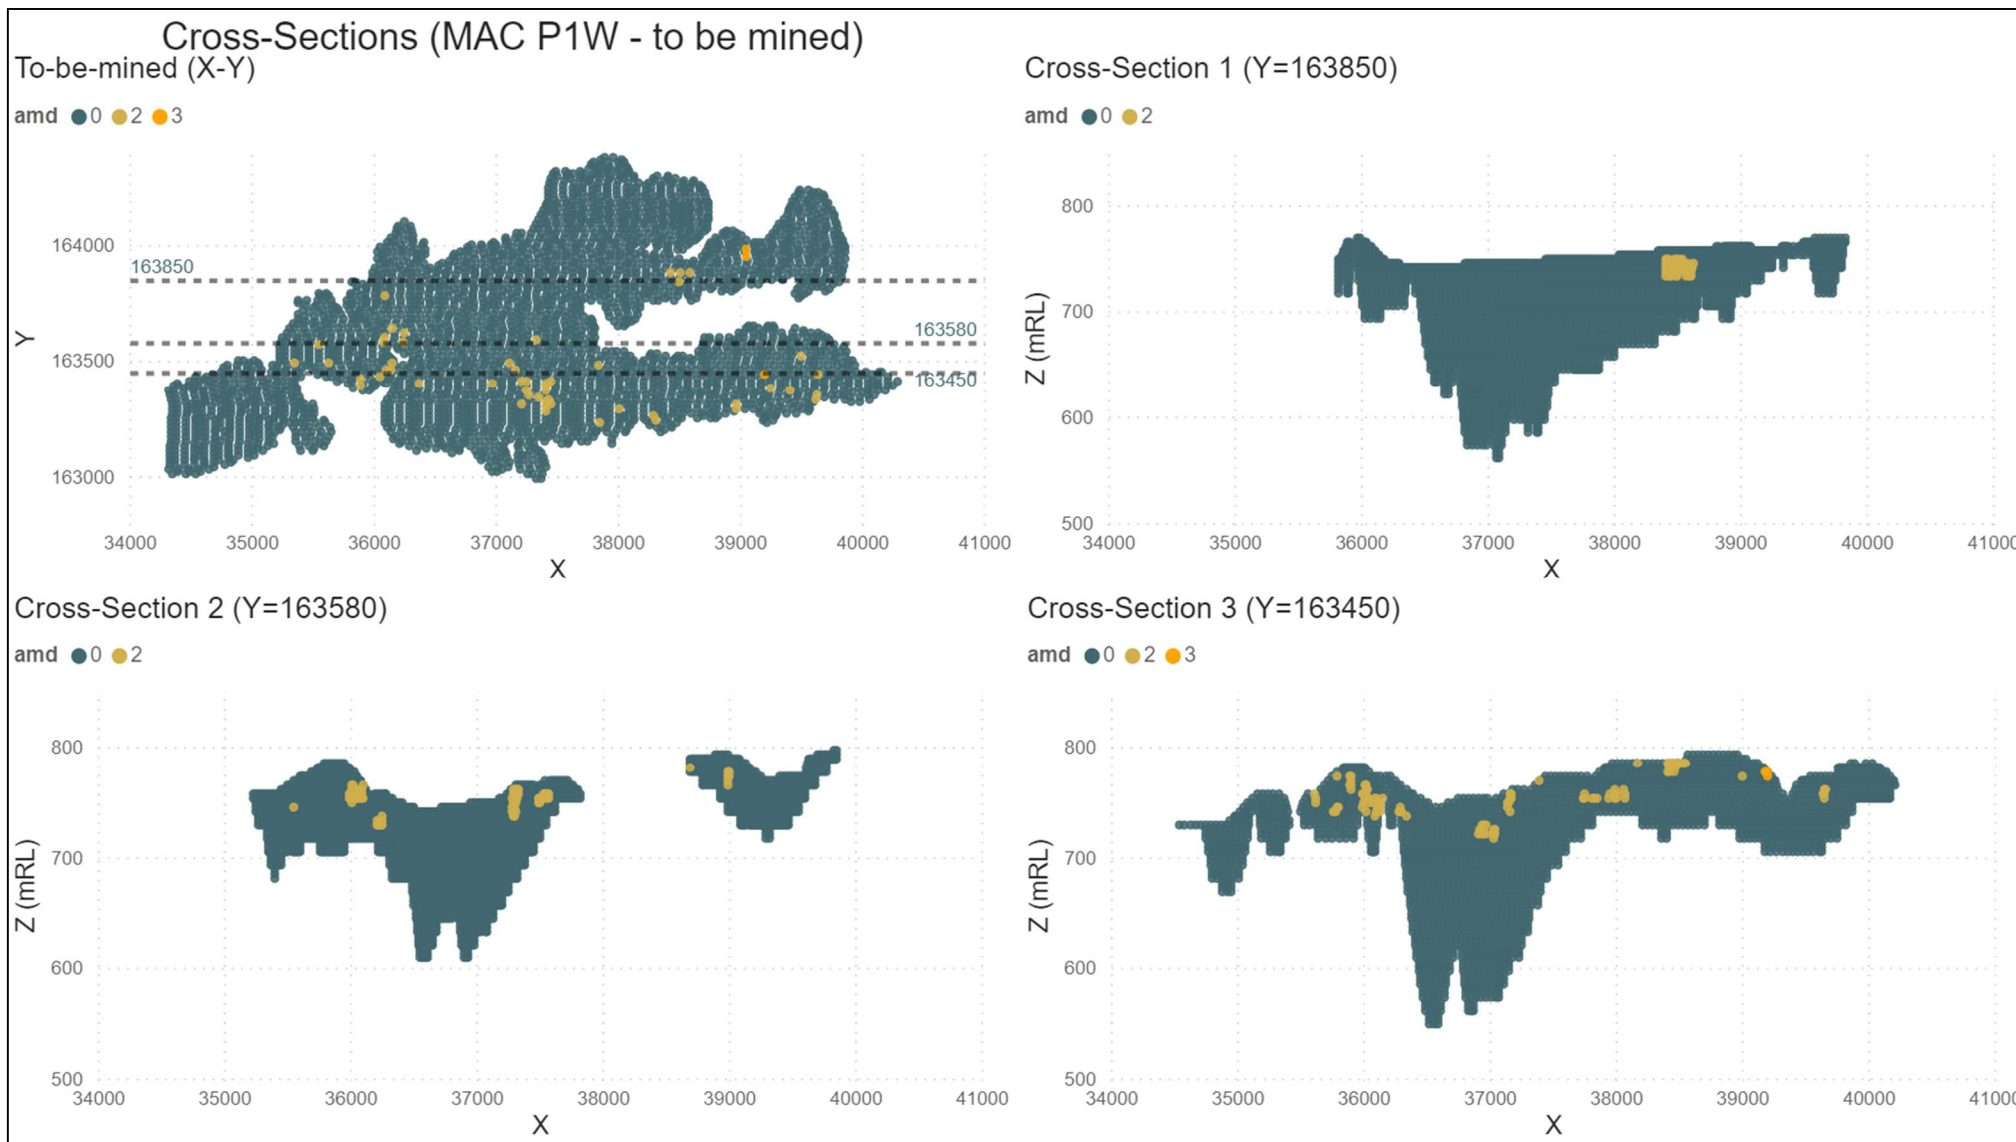 Cross-Sections (MAC P1W - to be mined)
To-be-mined (X-Y)
amd 0 2 3
164000
163500
163000
Y
163850
163580
163450
34000 35000 36000 37000 38000 39000 40000 41000
X
Cross-Section 1 (Y=163850)
amd 0 2
800
700
600
500
Z (mRL)
34000 35000 36000 37000 38000 39000 40000 4100
X
Cross-Section 2 (Y=163580)
amd 0 2
800
700
600
500
Z (mRL)
34000 35000 36000 37000 38000 39000 40000 41000
X
Cross-Section 3 (Y=163450)
amd 0 2 3
800
700
600
500
Z (mRL)
34000 35000 36000 37000 38000 39000 40000 4100
X